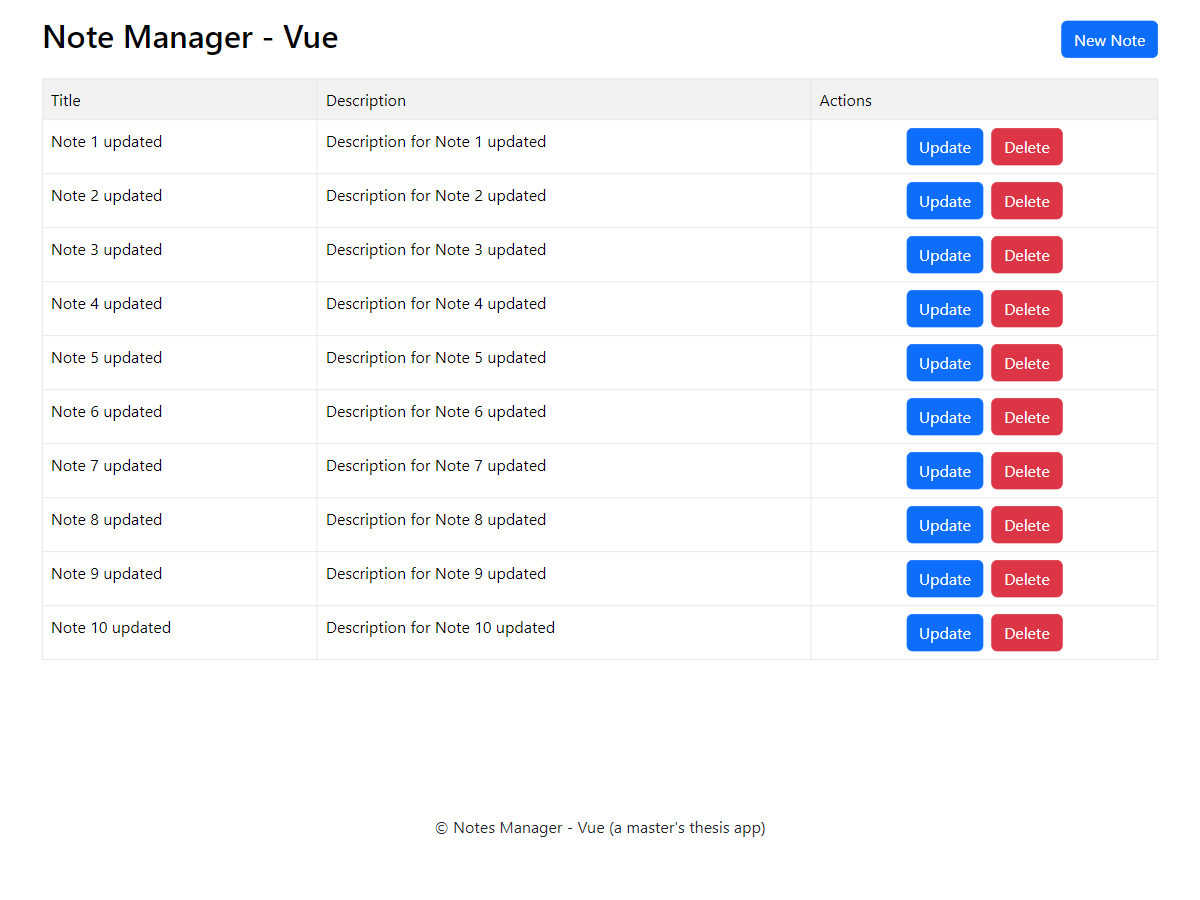 Note Manager - Vue
New Note
Title Description Actions
Note 1 updated Description for Note 1 updated Update Delete
Note 2 updated Description for Note 2 updated Update Delete
Note 3 updated Description for Note 3 updated Update Delete
Note 4 updated Description for Note 4 updated Update Delete
Note 5 updated Description for Note 5 updated Update Delete
Note 6 updated Description for Note 6 updated Update Delete
Note 7 updated Description for Note 7 updated Update Delete
Note 8 updated Description for Note 8 updated Update Delete
Note 9 updated Description for Note 9 updated Update Delete
Note 10 updated Description for Note 10 updated Update Delete
© Notes Manager - Vue (a master's thesis app)